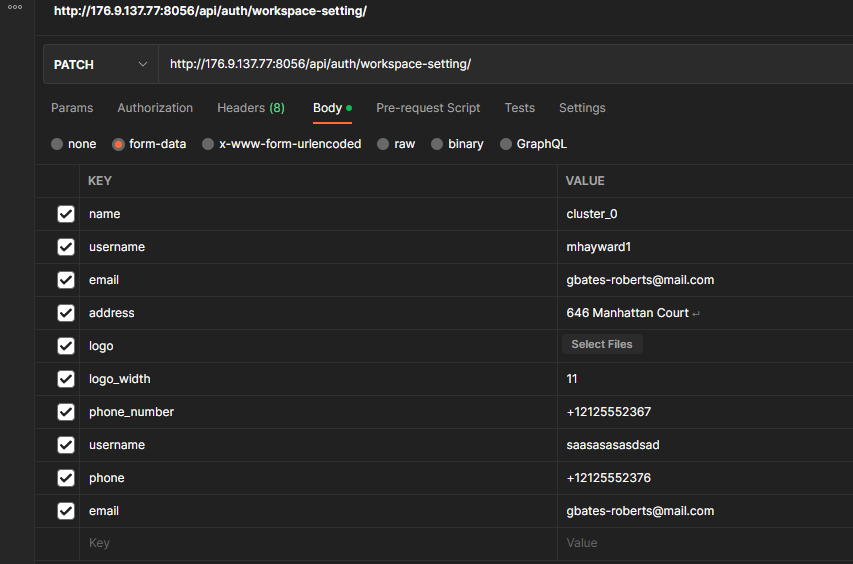 http://176.9.137.77:8056/api/auth/workspace-setting/
PATCH http://176.9.137.77:8056/api/auth/workspace-setting/
Params Authorization Headers (8) Body Pre-request Script Tests Settings
none form-data x-www-form-urlencoded raw binary GraphQL
KEY VALUE
name cluster_0
username mhayward1
email gbates-roberts@mail.com
address 646 Manhattan Court ↵
logo Select Files
logo_width 11
phone_number +12125552367
username saasasasasdsad
phone +12125552376
email gbates-roberts@mail.com
Key Value